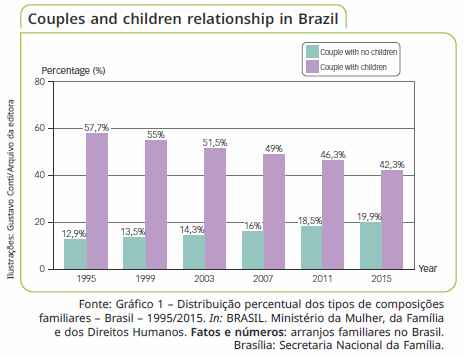 Couples and children relationship in Brazil
Couple with no children
Couple with children
Percentage (%)
80
60
40
20
0
57,7%
55%
51,5%
49%
46,3%
42,3%
12,9%
13,5%
14,3%
16%
18,5%
19,9%
1995
1999
2003
2007
2011
2015
Year
Ilustrações: Gustavo Conti/Arquivo da editora
Fonte: Gráfico 1 – Distribuição percentual dos tipos de composições
familiares – Brasil – 1995/2015. In: BRASIL. Ministério da Mulher, da Família
e dos Direitos Humanos. Fatos e números: arranjos familiares no Brasil.
Brasília: Secretaria Nacional da Família.